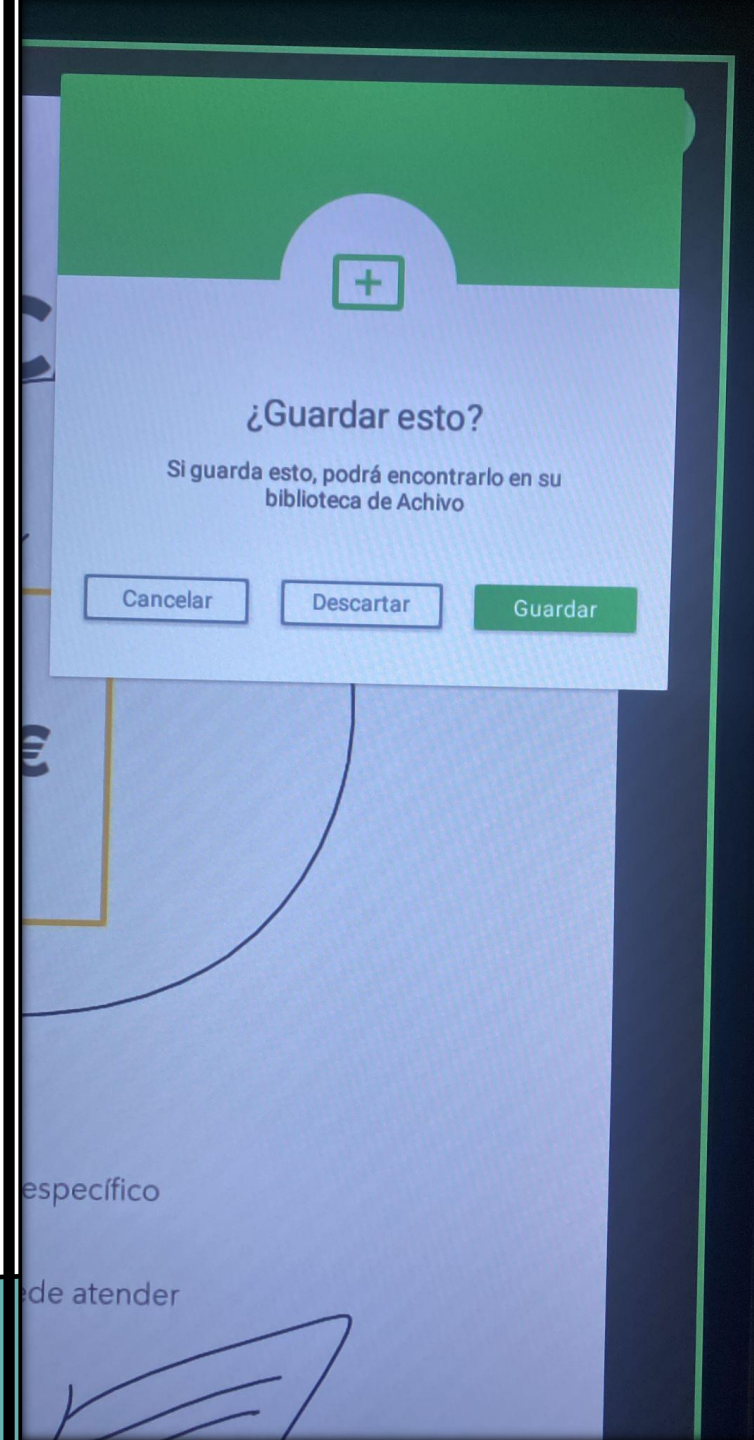 ¿Guardar esto?
Si guarda esto, podrá encontrarlo en su
biblioteca de Achivo
Cancelar
Descartar
Guardar
€
específico
de atender